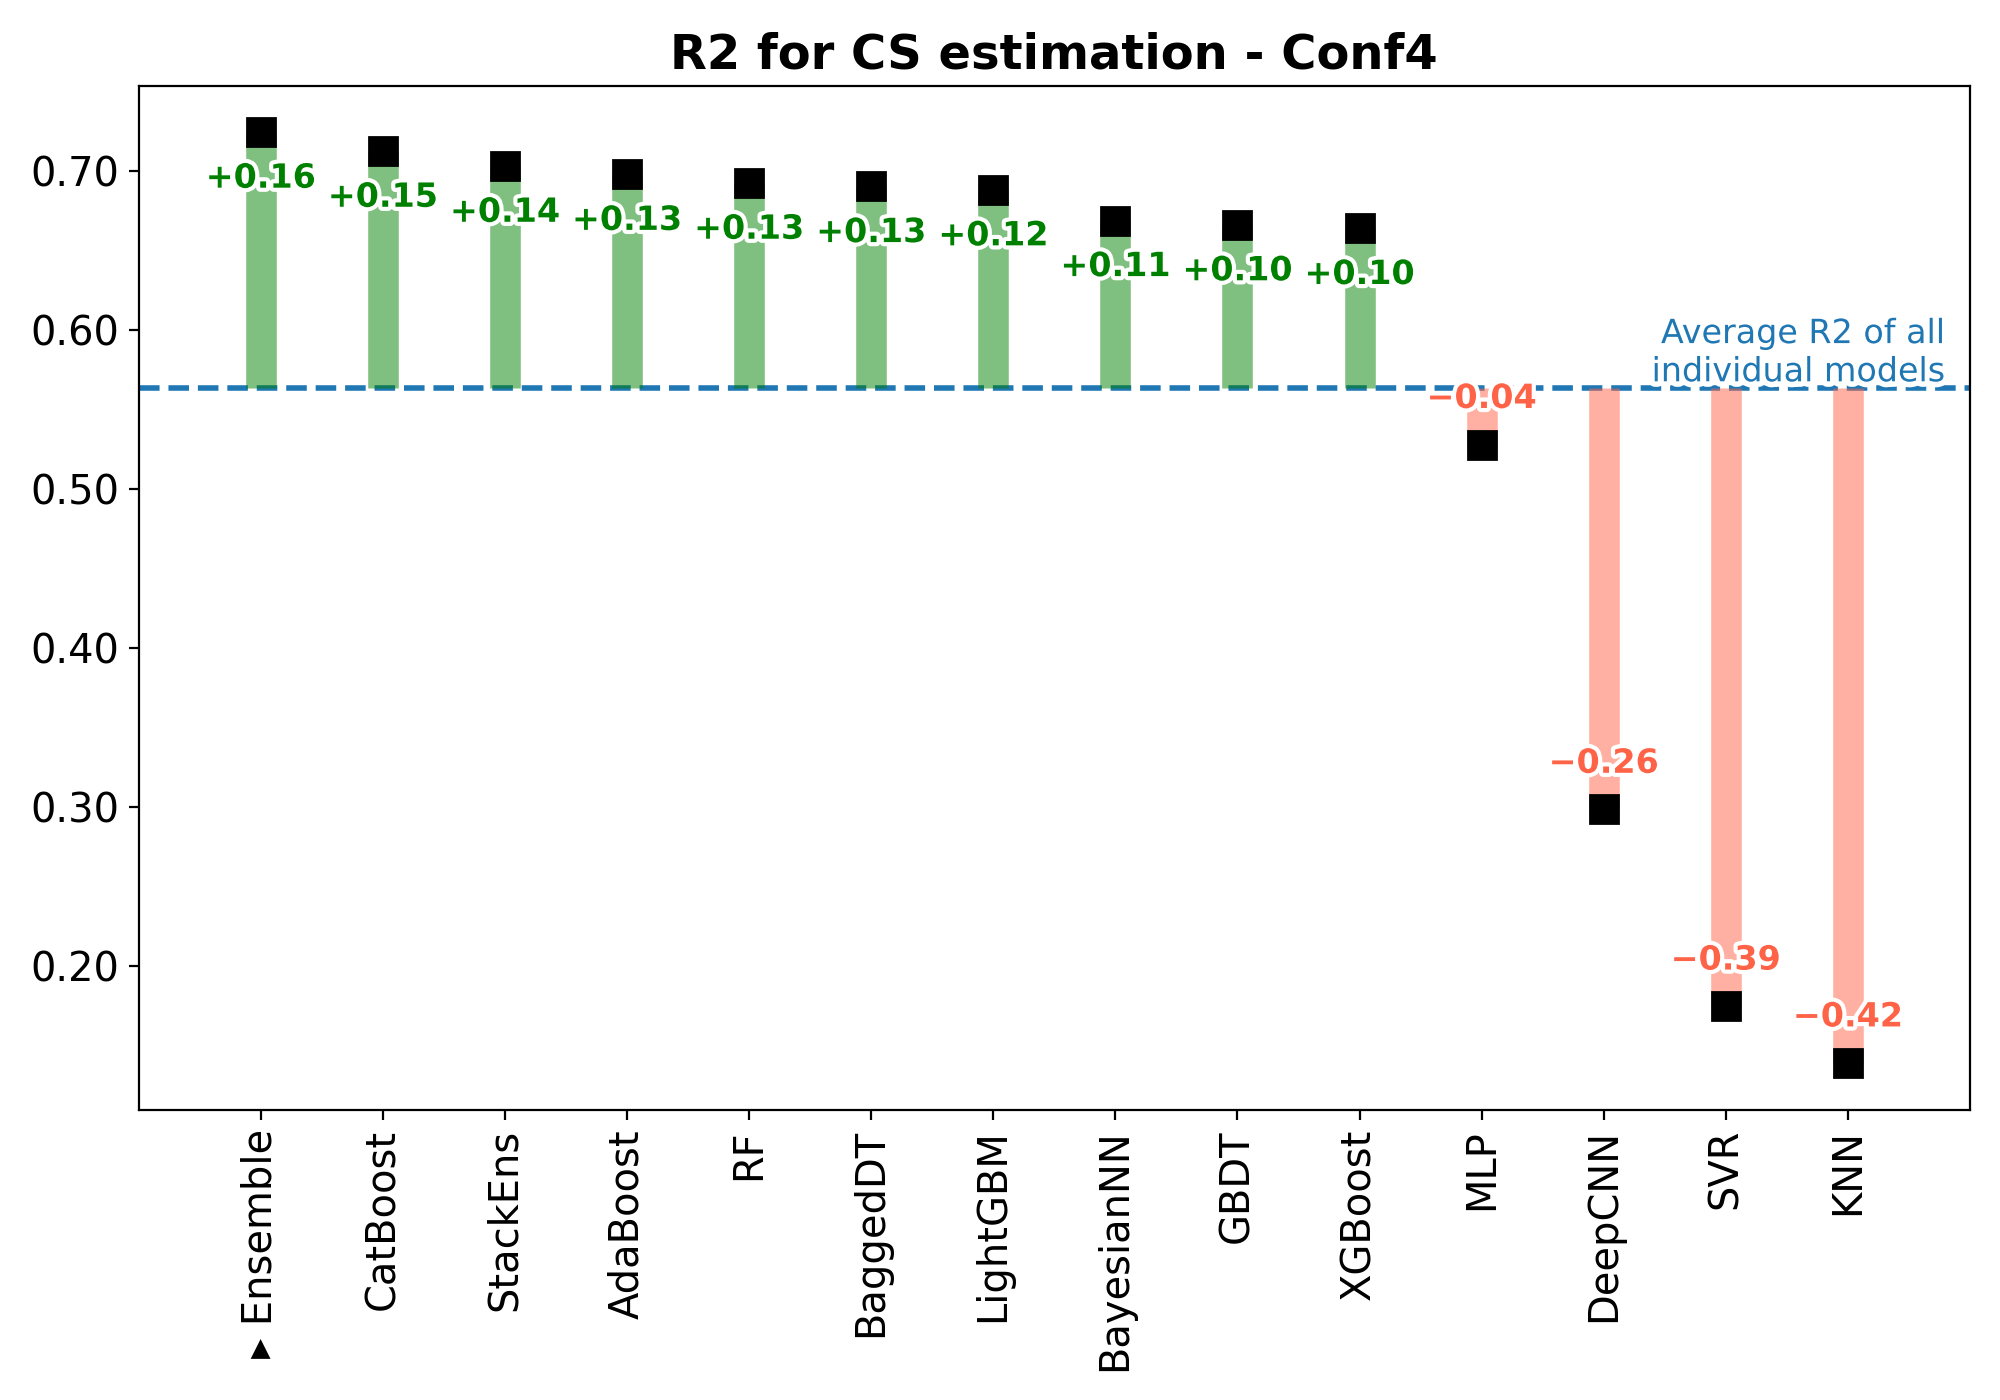 R2 for CS estimation - Conf4
0.70
0.60
0.50
0.40
0.30
0.20
+0.16
+0.15
+0.14
+0.13
+0.13
+0.13
+0.12
+0.11
+0.10
+0.10
−0.04
−0.26
−0.39
−0.42
Average R2 of all
individual models
► Ensemble
CatBoost
StackEns
AdaBoost
RF
BaggedDT
LightGBM
BayesianNN
GBDT
XGBoost
MLP
DeepCNN
SVR
KNN